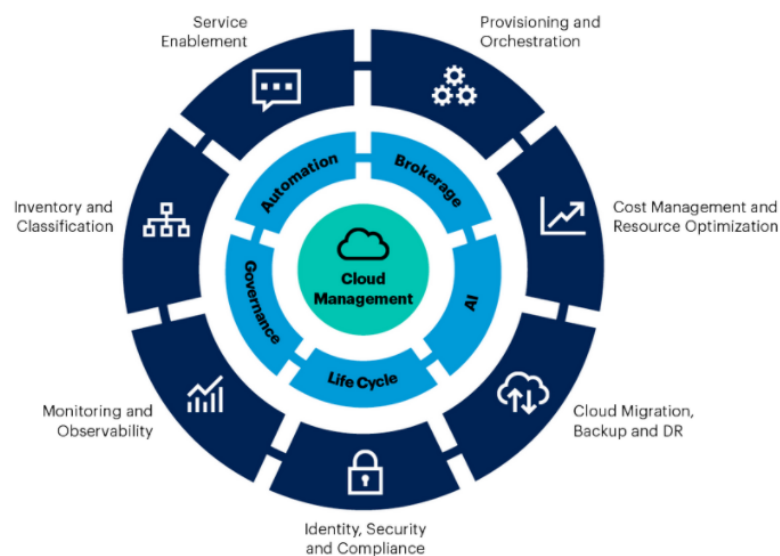 Service
Enablement
Provisioning and
Orchestration
Automation
Brokerage
Inventory and
Classification
Cost Management and
Resource Optimization
Cloud
Management
Governance
AI
Life Cycle
Monitoring and
Observability
Cloud Migration,
Backup and DR
Identity, Security
and Compliance